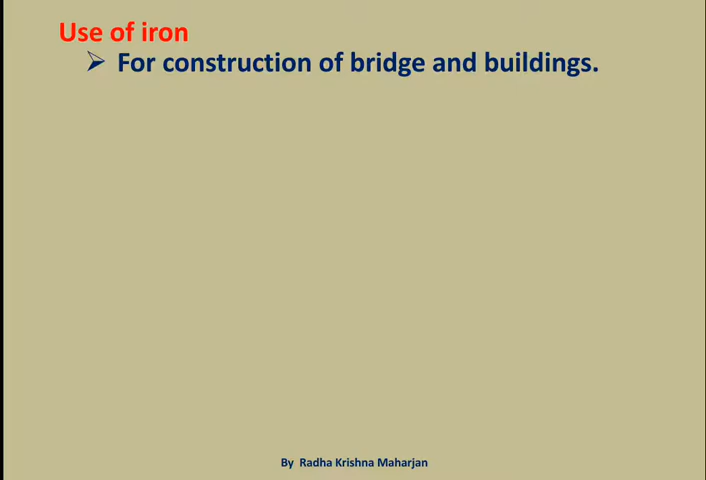 Use of iron
➢ For construction of bridge and buildings.
By Radha Krishna Maharjan